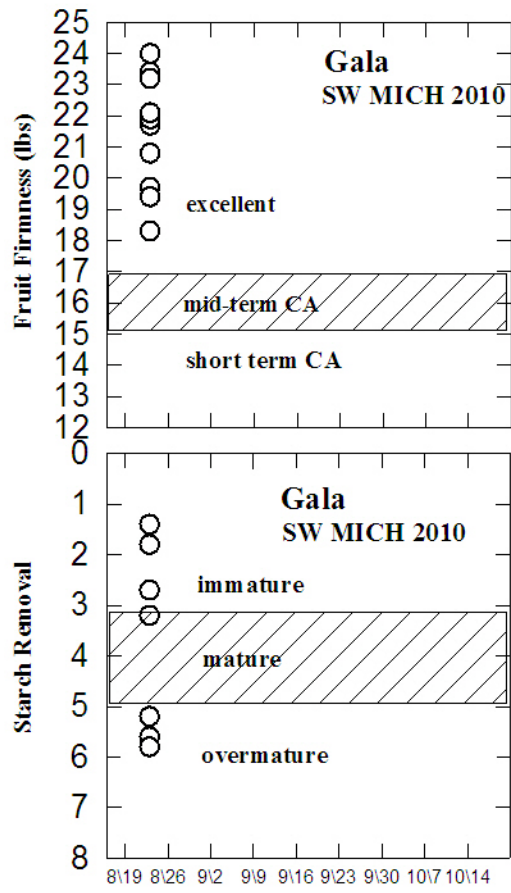 Gala
SW MICH 2010
Fruit Firmness (lbs)
25
24
23
22
21
20
19
18
17
16
15
14
13
12
excellent
mid-term CA
short term CA
Gala
SW MICH 2010
Starch Removal
0
1
2
3
4
5
6
7
8
immature
mature
overmature
8\19 8\26 9\2 9\9 9\16 9\23 9\30 10\7 10\14